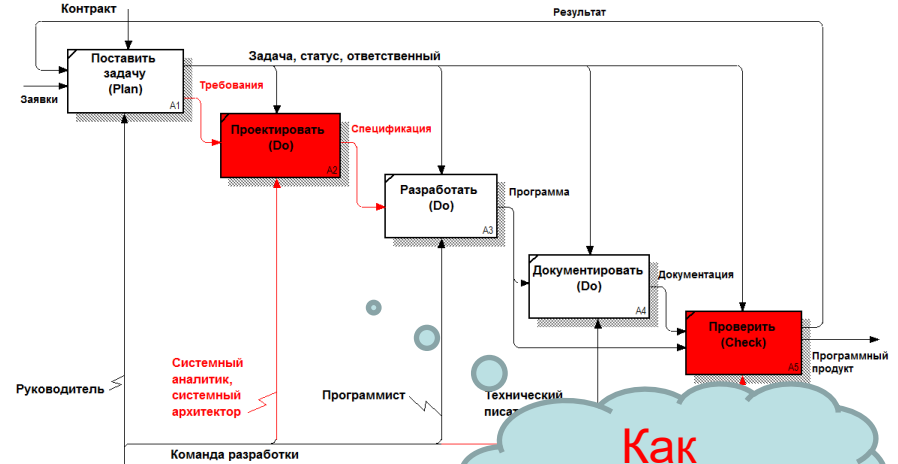 Контракт
Результат
Поставить
задачу
(Plan)
A1
Задача, статус, ответственный
Заявки
Требования
Проектировать
(Do)
A2
Спецификация
Разработать
(Do)
A3
Программа
Документировать
(Do)
A4
Документация
Проверить
(Check)
A5
Программный
продукт
Руководитель
Системный
аналитик,
системный
архитектор
Программист
Технический
Команда разработки
Как